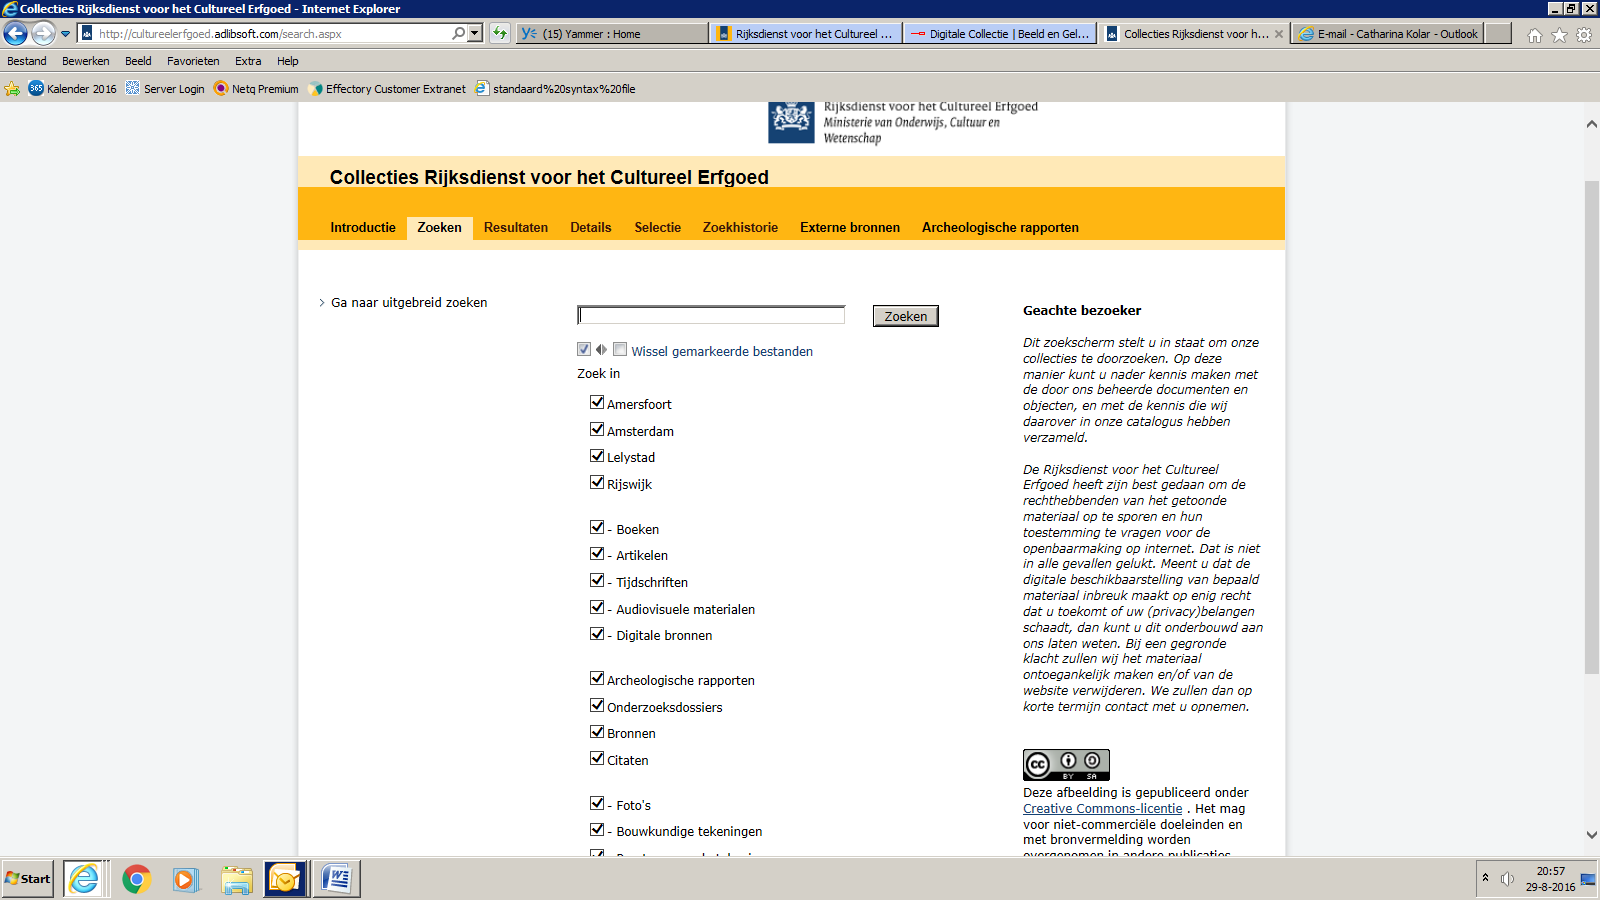 Collecties Rijksdienst voor het Cultureel Erfgoed - Internet Explorer
http://cultureelerfgoed.adlibsoft.com/search.aspx
(15) Yammer : Home
Rijksdienst voor het Cultureel ...
Digitale Collectie | Beeld en Gel...
Collecties Rijksdienst voor h...
E-mail - Catharina Kolar - Outlook
Bestand Bewerken Beeld Favorieten Extra Help
Kalender 2016 Server Login Netq Premium Effectory Customer Extranet standaard%20syntax%20file
Rijksdienst voor het Cultureel Erfgoed
Ministerie van Onderwijs, Cultuur en
Wetenschap
Collecties Rijksdienst voor het Cultureel Erfgoed
Introductie Zoeken Resultaten Details Selectie Zoekhistorie Externe bronnen Archeologische rapporten
Ga naar uitgebreid zoeken
Zoeken
Wissel gemarkeerde bestanden
Zoek in
Amersfoort
Amsterdam
Lelystad
Rijswijk
- Boeken
- Artikelen
- Tijdschriften
- Audiovisuele materialen
- Digitale bronnen
Archeologische rapporten
Onderzoeksdossiers
Bronnen
Citaten
- Foto's
- Bouwkundige tekeningen
Geachte bezoeker
Dit zoekscherm stelt u in staat om onze
collecties te doorzoeken. Op deze
manier kunt u nader kennis maken met
de door ons beheerde documenten en
objecten, en met de kennis die wij
daarover in onze catalogus hebben
verzameld.
De Rijksdienst voor het Cultureel
Erfgoed heeft zijn best gedaan om de
rechthebbenden van het getoonde
materiaal op te sporen en hun
toestemming te vragen voor de
openbaarmaking op internet. Dat is niet
in alle gevallen gelukt. Meent u dat de
digitale beschikbaarstelling van bepaald
materiaal inbreuk maakt op enig recht
dat u toekomt of uw (privacy)belangen
schaadt, dan kunt u dit onderbouwd aan
ons laten weten. Bij een gegronde
klacht zullen wij het materiaal
ontoegankelijk maken en/of van de
website verwijderen. We zullen dan op
korte termijn contact met u opnemen.
cc BY SA
Deze afbeelding is gepubliceerd onder
Creative Commons-licentie . Het mag
voor niet-commerciële doeleinden en
met bronvermelding worden
overgenomen in andere publicaties
Start
20:57
29-8-2016